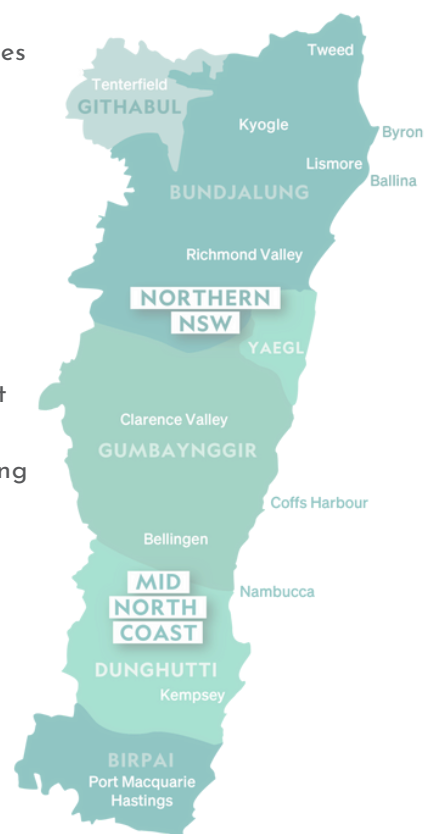 es
Tweed
Tenterfield
GITHABUL
Kyogle
Byron
Lismore
Ballina
BUNDJALUNG
Richmond Valley
NORTHERN
NSW
YAEGL
t
Clarence Valley
GUMBAYNGGIR
ng
Coffs Harbour
Bellingen
MID
NORTH
COAST
Nambucca
DUNGHUTTI
Kempsey
BIRPAI
Port Macquarie
Hastings